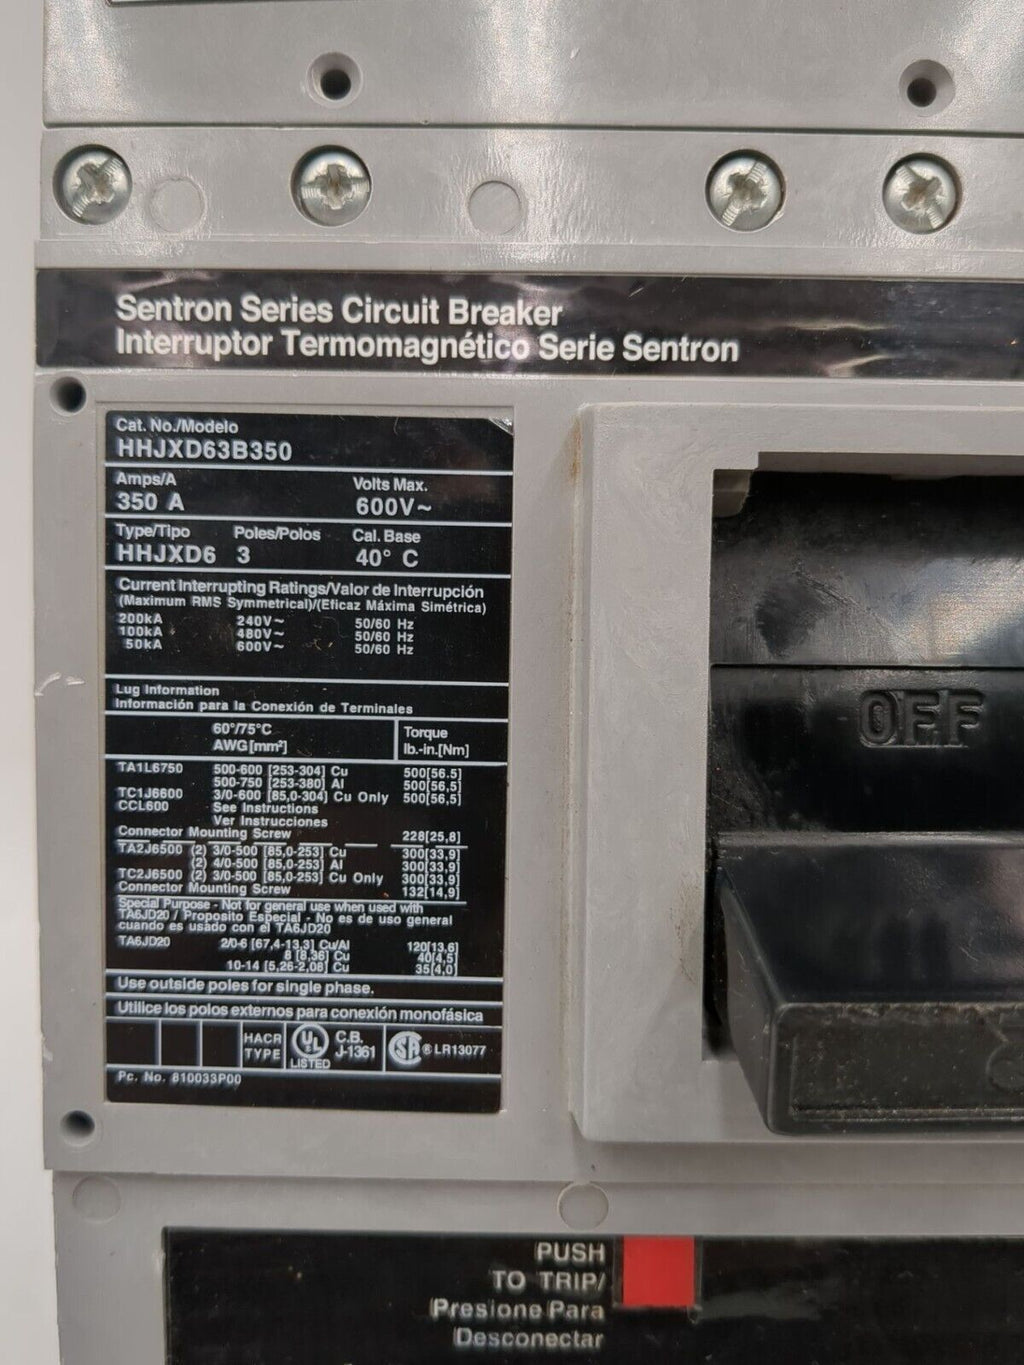 Sentron Series Circuit Breaker
Interruptor Termomagnético Serie Sentron
Cat. No./Modelo
HHJXD63B350
Amps/A Volts Max.
350 A 600V~
Type/Tipo Poles/Polos Cal. Base
HHJXD6 3 40° C
Current Interrupting Ratings/Valor de Interrupción
(Maximum RMS Symmetrical)/(Eficaz Máxima Simétrica)
200kA 240V~ 50/60 Hz
100kA 480V~ 50/60 Hz
50kA 600V~ 50/60 Hz
Lug Information
Información para la Conexión de Terminales
60°/75°C Torque
AWG[mm²] lb.-in.[Nm]
TA1L6750 500-600 [253-304] Cu 500[56.5]
500-750 [253-380] Al 500[56,5]
TC1J6600 3/0-600 [85,0-304] Cu Only 500[56,5]
CCL600 See Instructions
Ver Instrucciones
Connector Mounting Screw 228[25,8]
TA2J6500 (2) 3/0-500 [85,0-253] Cu 300[33,9]
(2) 4/0-500 [85,0-253] Al 300[33,9]
TC2J6500 (2) 3/0-500 [85,0-253] Cu Only 300[33,9]
Connector Mounting Screw 132[14,9]
Special Purpose - Not for general use when used with
TA6JD20 / Proposito Especial - No es de uso general
cuando es usado con el TA6JD20
TA6JD20 2/0-6 [67,4-13,3] Cu/Al 120[13,6]
8 [8,36] Cu 40[4,5]
10-14 [5,26-2,08] Cu 35[4,0]
Use outside poles for single phase.
Utilice los polos externos para conexión monofásica
HACR TYPE UL LISTED C.B. J-1361 SA ® LR13077
Pc. No. 810033P00
OFF
PUSH
TO TRIP/
Presione Para
Desconectar